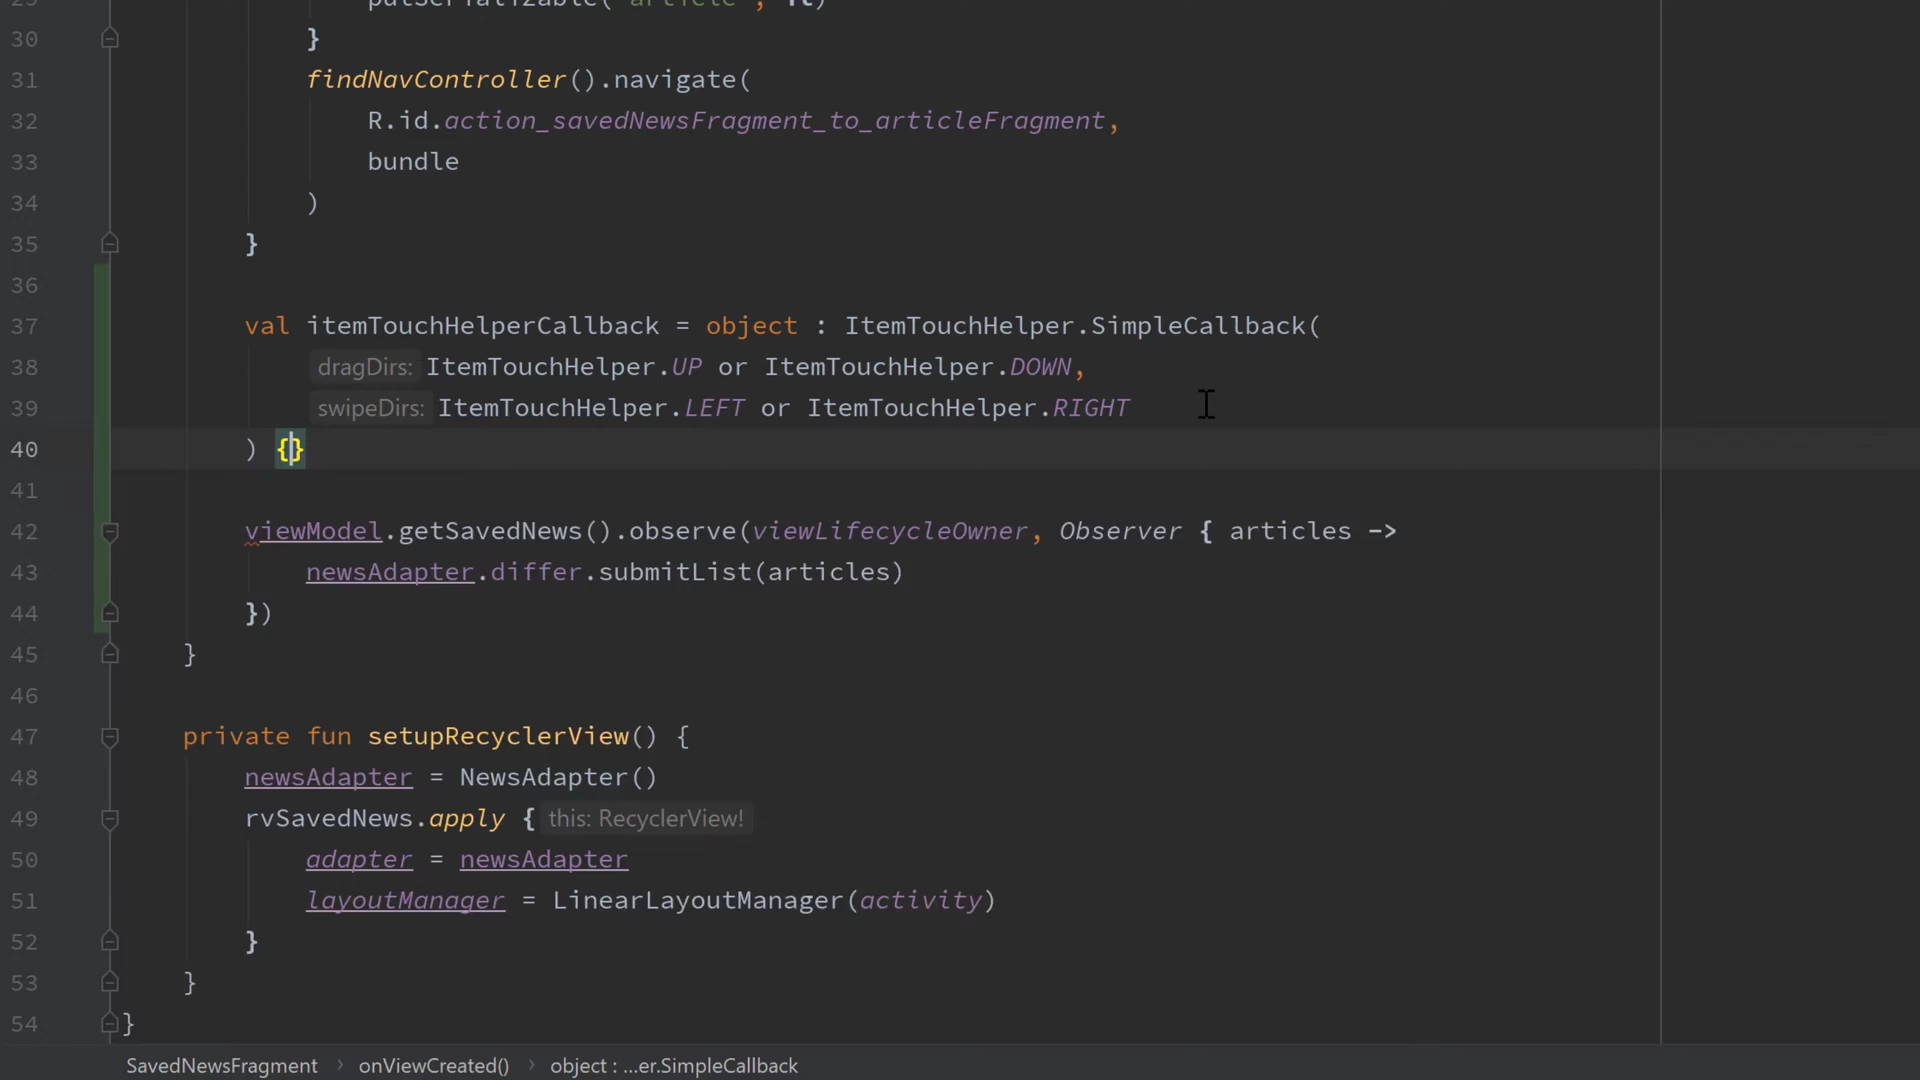 29 putSerializable("article", it)
30 }
31 findNavController().navigate(
32 R.id.action_savedNewsFragment_to_articleFragment,
33 bundle
34 )
35 }
36
37 val itemTouchHelperCallback = object : ItemTouchHelper.SimpleCallback(
38 dragDirs: ItemTouchHelper.UP or ItemTouchHelper.DOWN,
39 swipeDirs: ItemTouchHelper.LEFT or ItemTouchHelper.RIGHT
40 ) {}
41
42 viewModel.getSavedNews().observe(viewLifecycleOwner, Observer { articles ->
43 newsAdapter.differ.submitList(articles)
44 })
45 }
46
47 private fun setupRecyclerView() {
48 newsAdapter = NewsAdapter()
49 rvSavedNews.apply { this: RecyclerView!
50 adapter = newsAdapter
51 layoutManager = LinearLayoutManager(activity)
52 }
53 }
54 }
SavedNewsFragment › onViewCreated() › object : ...er.SimpleCallback